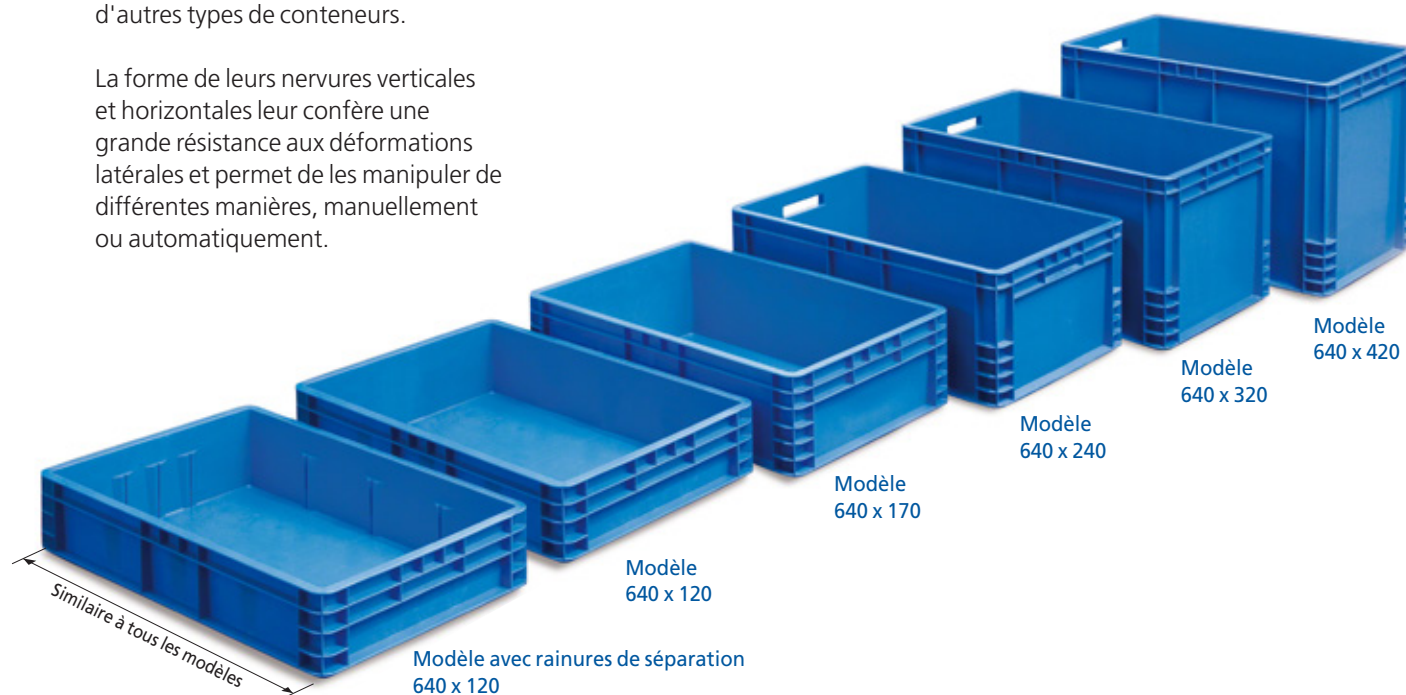 d'autres types de conteneurs.
La forme de leurs nervures verticales
et horizontales leur confère une
grande résistance aux déformations
latérales et permet de les manipuler de
différentes manières, manuellement
ou automatiquement.
Modèle
640 x 420
Modèle
640 x 320
Modèle
640 x 240
Modèle
640 x 170
Modèle
640 x 120
Modèle avec rainures de séparation
640 x 120
Similaire à tous les modèles